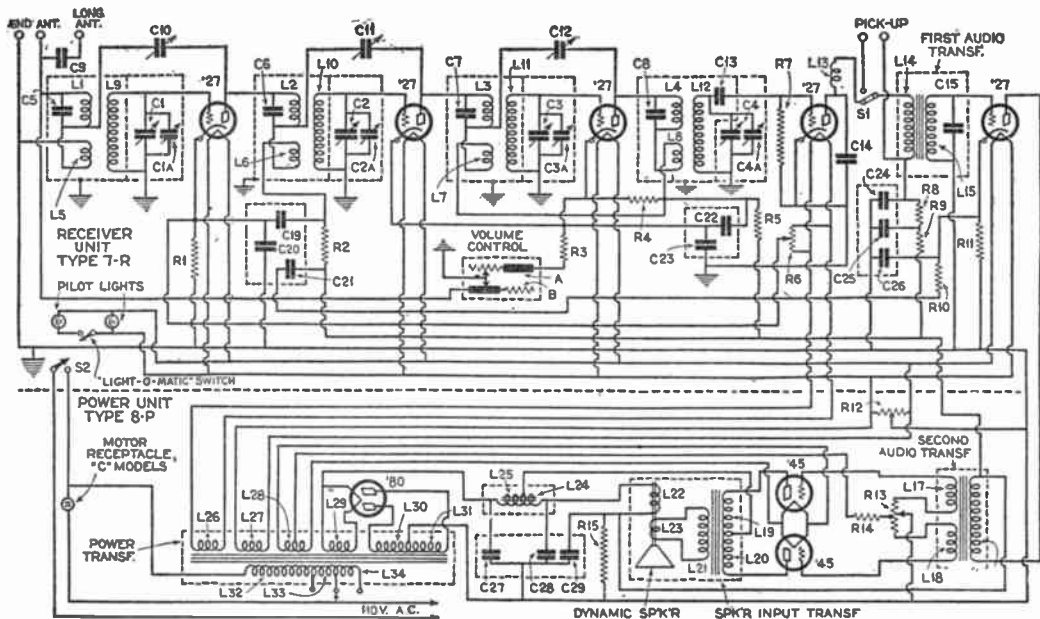 GND ANT. LONG ANT.
C9
C10
C11
C12
PICK-UP
FIRST AUDIO TRANSF.
C5 L1 L9 C1 C1A L5 '27
C6 L2 L10 C2 C2A L6 '27
C7 L3 L11 C3 C3A L7 '27
C8 L4 L12 C13 C4 C4A L8 R7 '27
L13 S1 L14 C15 L15 '27
C14
RECEIVER UNIT TYPE 7-R
R1
C19
C20
C21
R2
VOLUME CONTROL
A
B
R3
R4
C22
C23
R5
R6
C24
C25
C26
R8
R9
R10
R11
PILOT LIGHTS
S2
"LIGHT-O-MATIC" SWITCH
POWER UNIT TYPE 8-P
MOTOR RECEPTACLE, "C" MODELS
R12
SECOND AUDIO TRANSF
POWER TRANSF.
L26 L27 L28 L29 '80 L30 L31
L32 L33 L34
110 V. A.C.
L25 L24
C27 C28 C29
R15
L22
L23
L21
L19
L20
'45
'45
R13
R14
L17
L18
DYNAMIC SP'K'R
SPK'R INPUT TRANSF